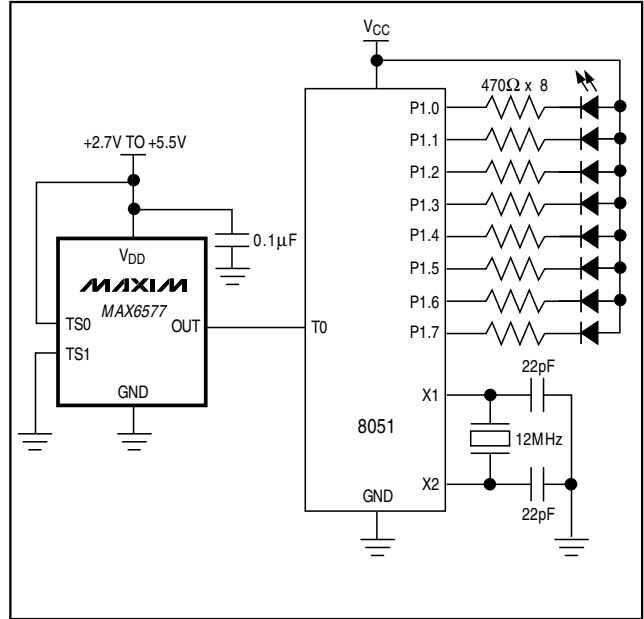 VCC
470Ω x 8
P1.0
P1.1
P1.2
P1.3
P1.4
P1.5
P1.6
P1.7
+2.7V TO +5.5V
0.1μF
VDD
MAXIM
MAX6577
TS0
OUT
TS1
GND
T0
8051
X1
X2
GND
22pF
12MHz
22pF